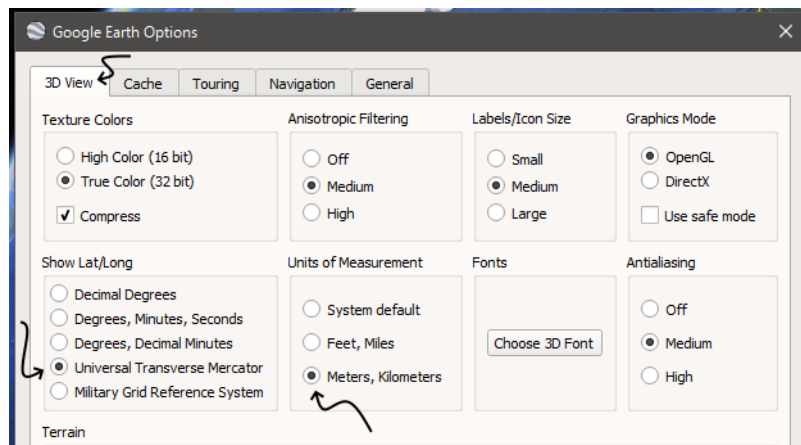 Google Earth Options
3D View Cache Touring Navigation General
Texture Colors Anisotropic Filtering Labels/Icon Size Graphics Mode
High Color (16 bit) Off Small OpenGL
True Color (32 bit) Medium Medium DirectX
Compress High Large Use safe mode
Show Lat/Long Units of Measurement Fonts Antialiasing
Decimal Degrees
System default Off
Degrees, Minutes, Seconds
Degrees, Decimal Minutes Feet, Miles Choose 3D Font Medium
Universal Transverse Mercator
Meters, Kilometers High
Military Grid Reference System
Terrain